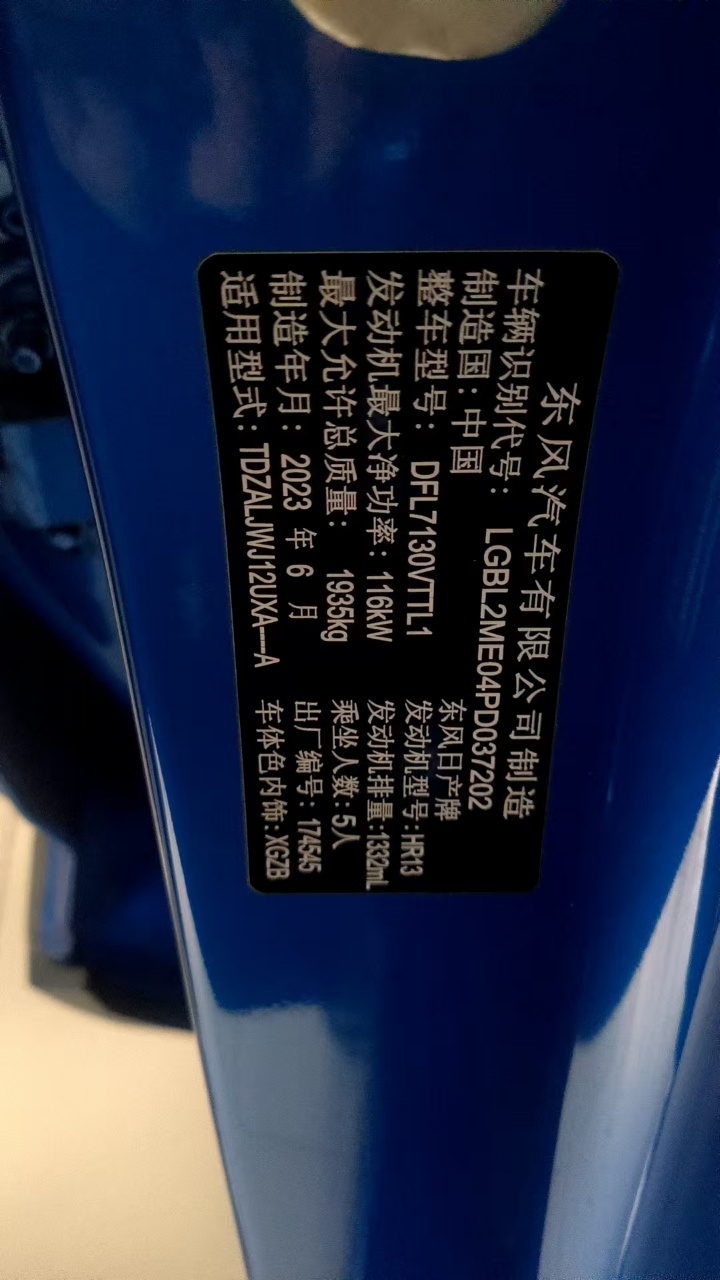 东风汽车有限公司制造
车辆识别代号: LGBL2ME04PD037202
制造国: 中国 东风日产牌
整车型号: DFL7130VTTL1 发动机型号: HR13
发动机最大净功率: 116kW 发动机排量: 1332mL
最大允许总质量: 1935kg 乘坐人数: 5人
制造年月: 2023 年 6 月 出厂编号: 174545
适用型式: TDZALJWJ12UXA---A 车体色内饰: XGZB